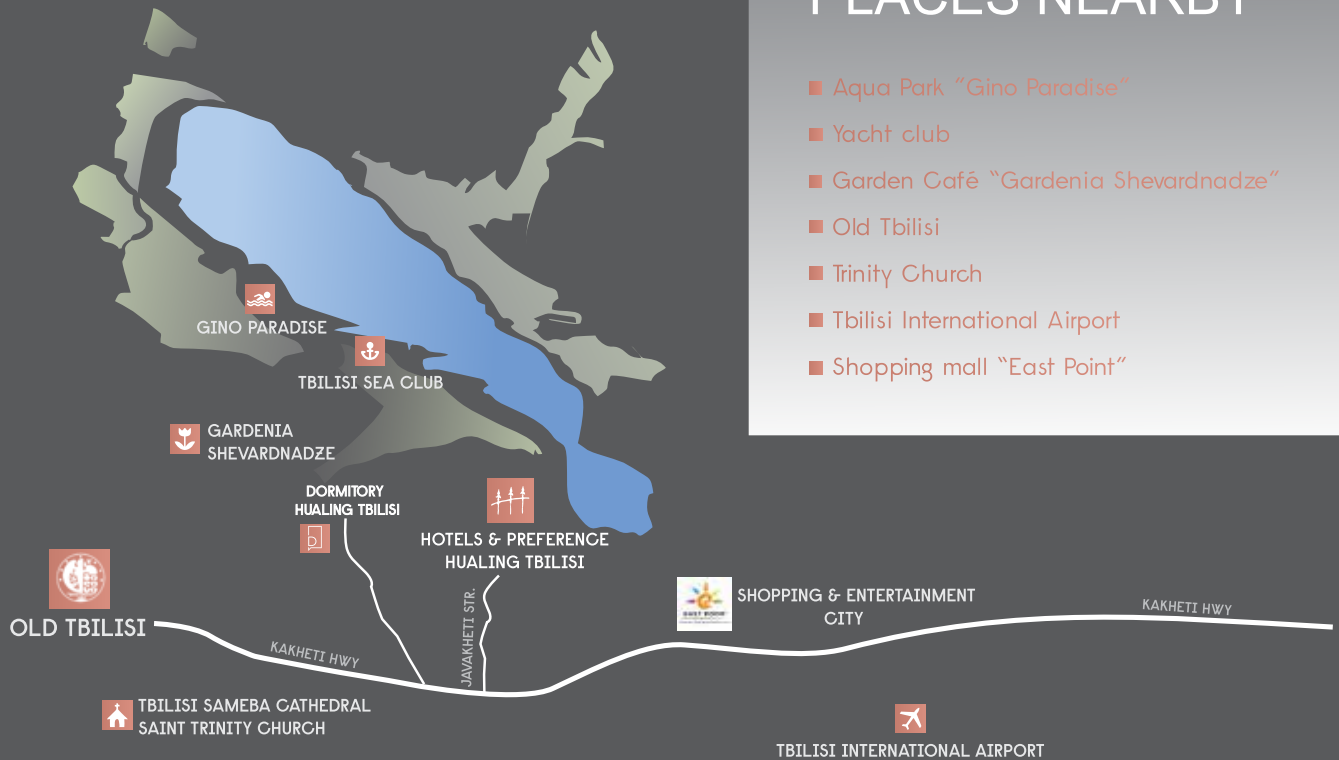 PLACES NEARBY
Aqua Park “Gino Paradise”
Yacht club
Garden Café “Gardenia Shevardnadze”
Old Tbilisi
Trinity Church
Tbilisi International Airport
Shopping mall “East Point”
GINO PARADISE
TBILISI SEA CLUB
GARDENIA
SHEVARDNADZE
DORMITORY
HUALING TBILISI
HOTELS & PREFERENCE
HUALING TBILISI
OLD TBILISI
KAKHETI HWY
JAVAKHETI STR.
EAST POINT
SHOPPING & ENTERTAINMENT
CITY
KAKHETI HWY
TBILISI SAMEBA CATHEDRAL
SAINT TRINITY CHURCH
TBILISI INTERNATIONAL AIRPORT